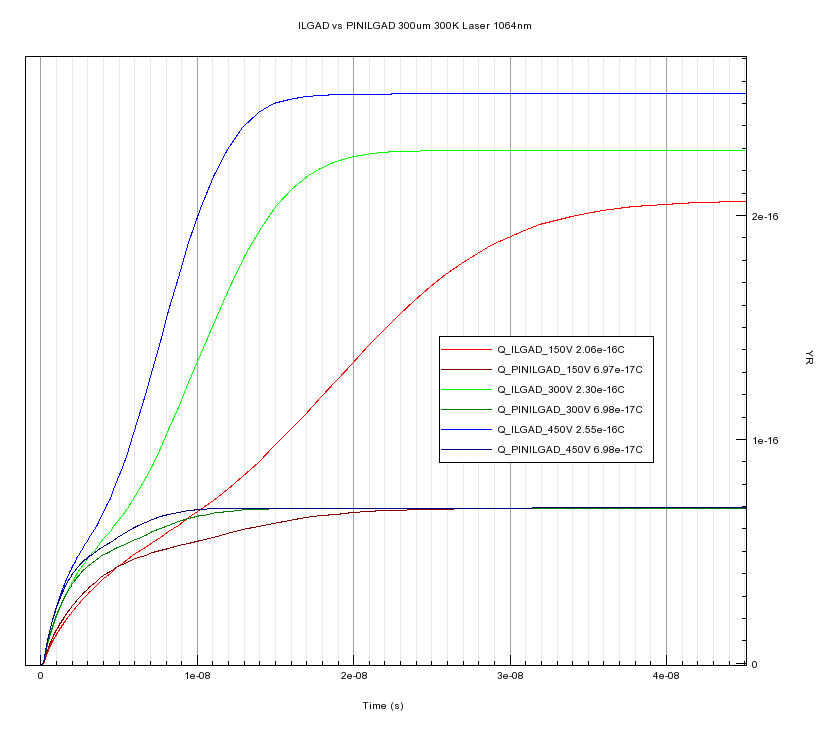 ILGAD vs PINILGAD 300um 300K Laser 1064nm
2e-16
Q_ILGAD_150V 2.06e-16C
Q_PINILGAD_150V 6.97e-17C
Q_ILGAD_300V 2.30e-16C
Q_PINILGAD_300V 6.98e-17C
Q_ILGAD_450V 2.55e-16C
Q_PINILGAD_450V 6.98e-17C
YR
1e-16
0
0 1e-08 2e-08 3e-08 4e-08
Time (s)